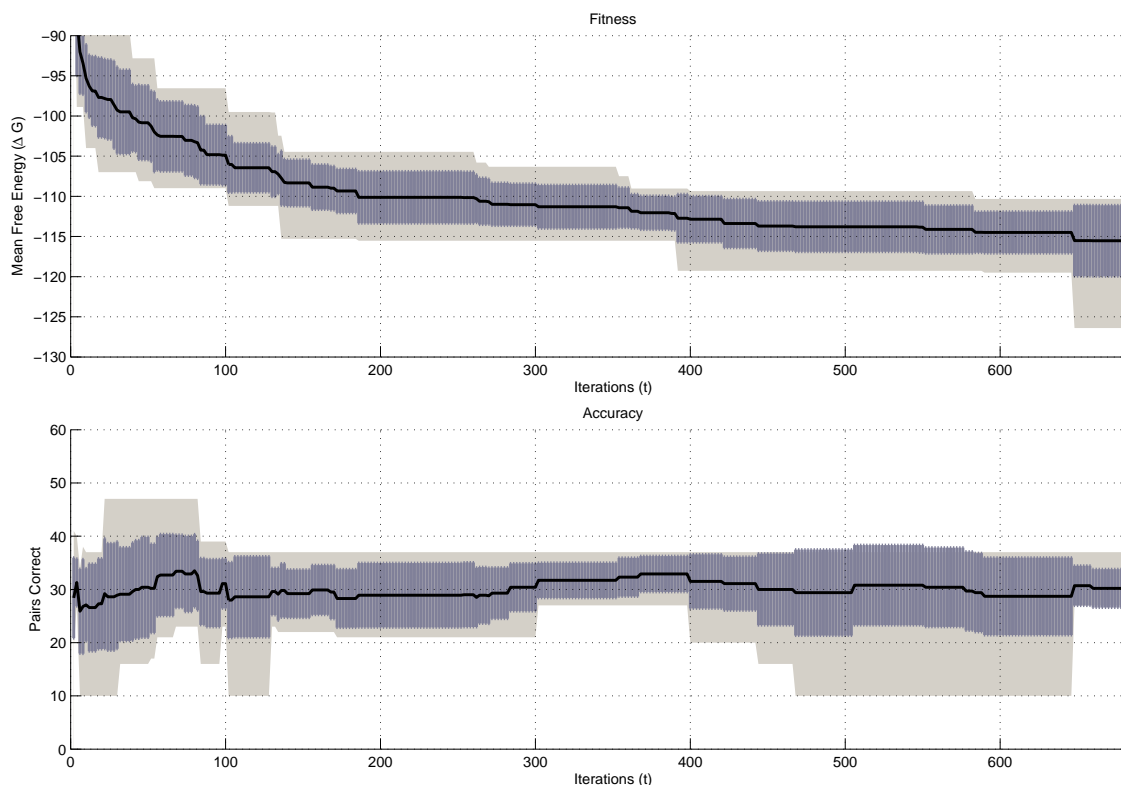 Fitness
−90
−95
−100
−105
−110
−115
−120
−125
−130
Mean Free Energy (Δ G)
0 100 200 300 400 500 600
Iterations (t)
Accuracy
60
50
40
30
20
10
0
Pairs Correct
0 100 200 300 400 500 600
Iterations (t)